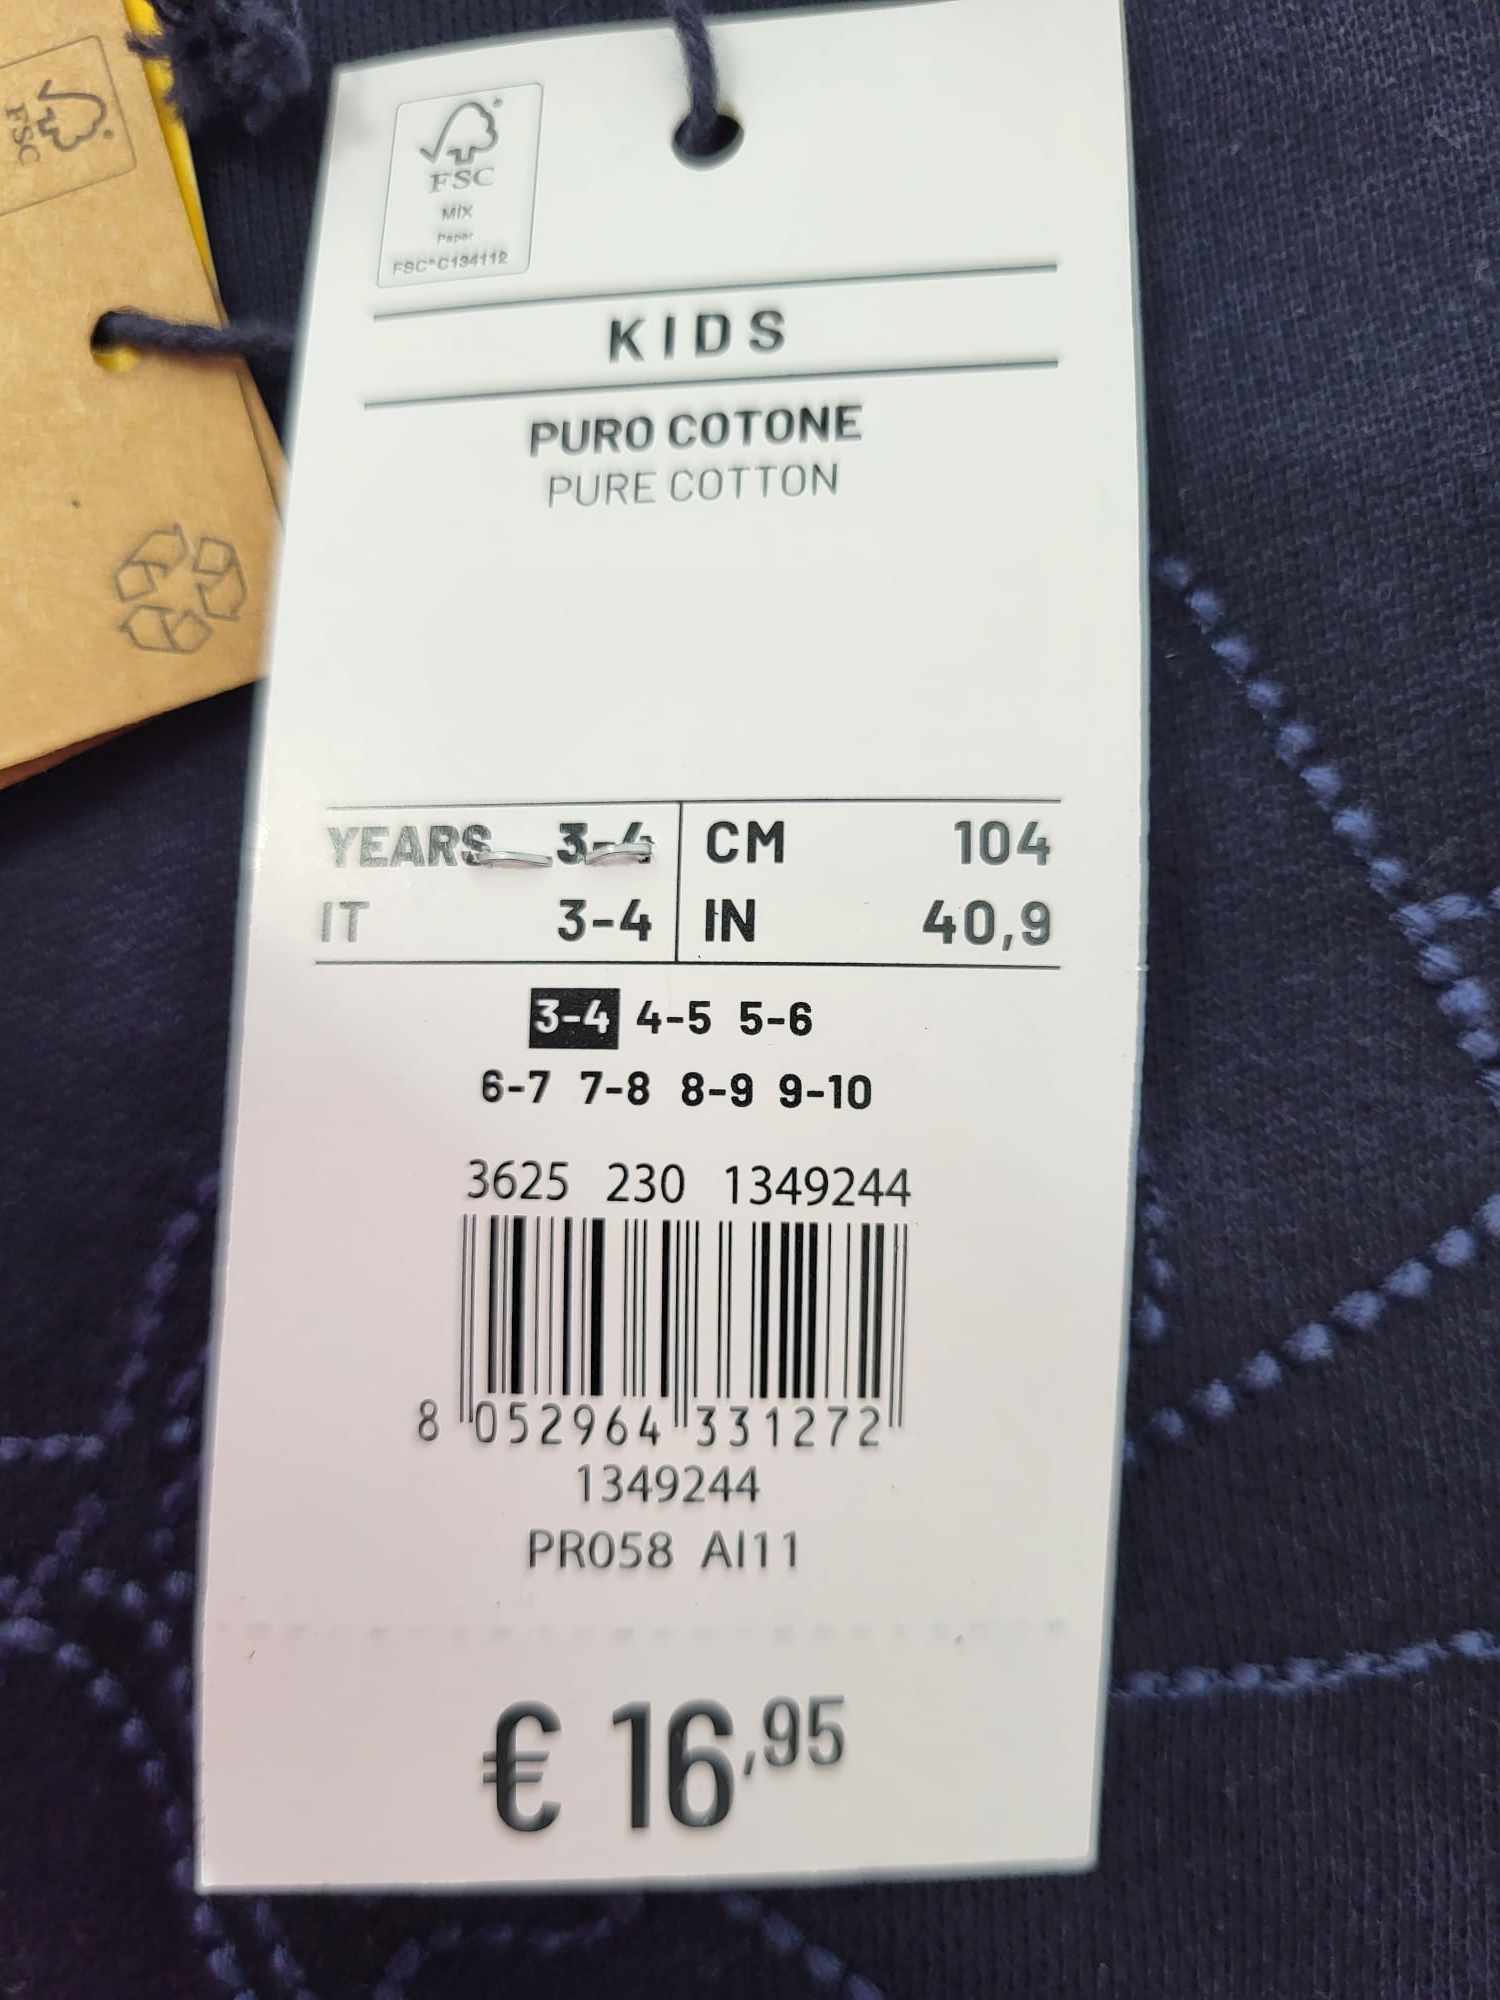 FSC
MIX
Paper
FSC® C134112
FSC
KIDS
PURO COTONE
PURE COTTON
YEARS 3-4 CM 104
IT 3-4 IN 40,9
3-4 4-5 5-6
6-7 7-8 8-9 9-10
3625 230 1349244
8 052964 331272
1349244
PR058 AI11
€ 16,95